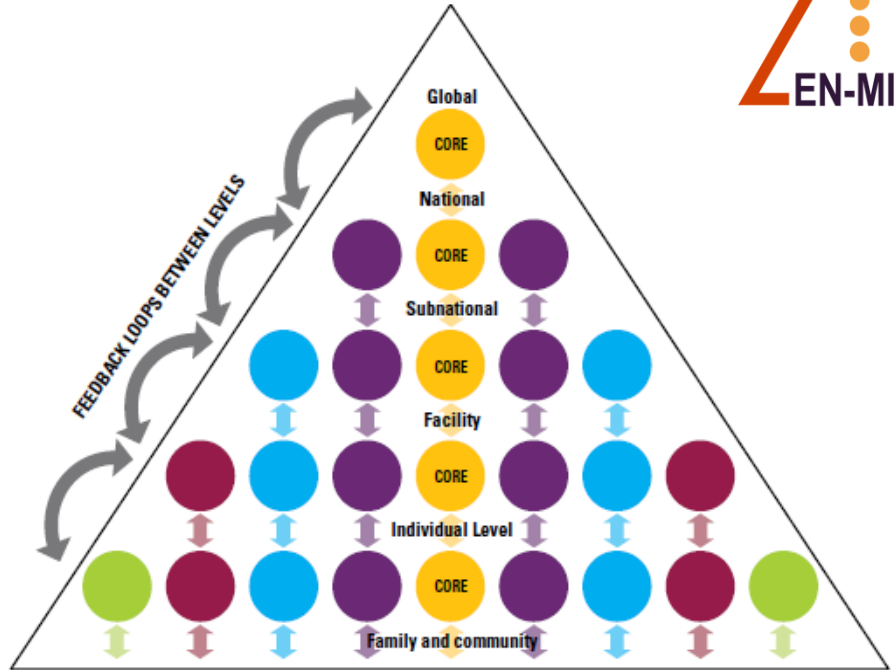 EN-MI
Global
CORE
National
CORE
Subnational
CORE
Facility
CORE
Individual Level
CORE
Family and community
FEEDBACK LOOPS BETWEEN LEVELS